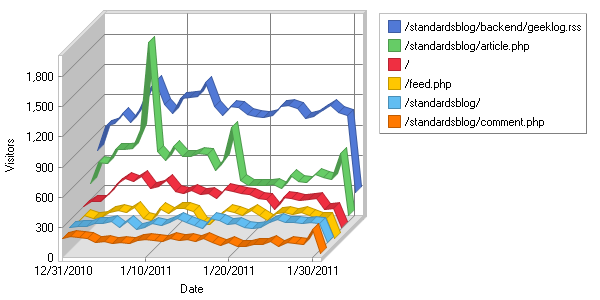 /standardsblog/backend/geeklog.rss
/standardsblog/article.php
/
/feed.php
/standardsblog/
/standardsblog/comment.php
Visitors
1,800
1,500
1,200
900
600
300
0
12/31/2010 1/10/2011 1/20/2011 1/30/2011
Date